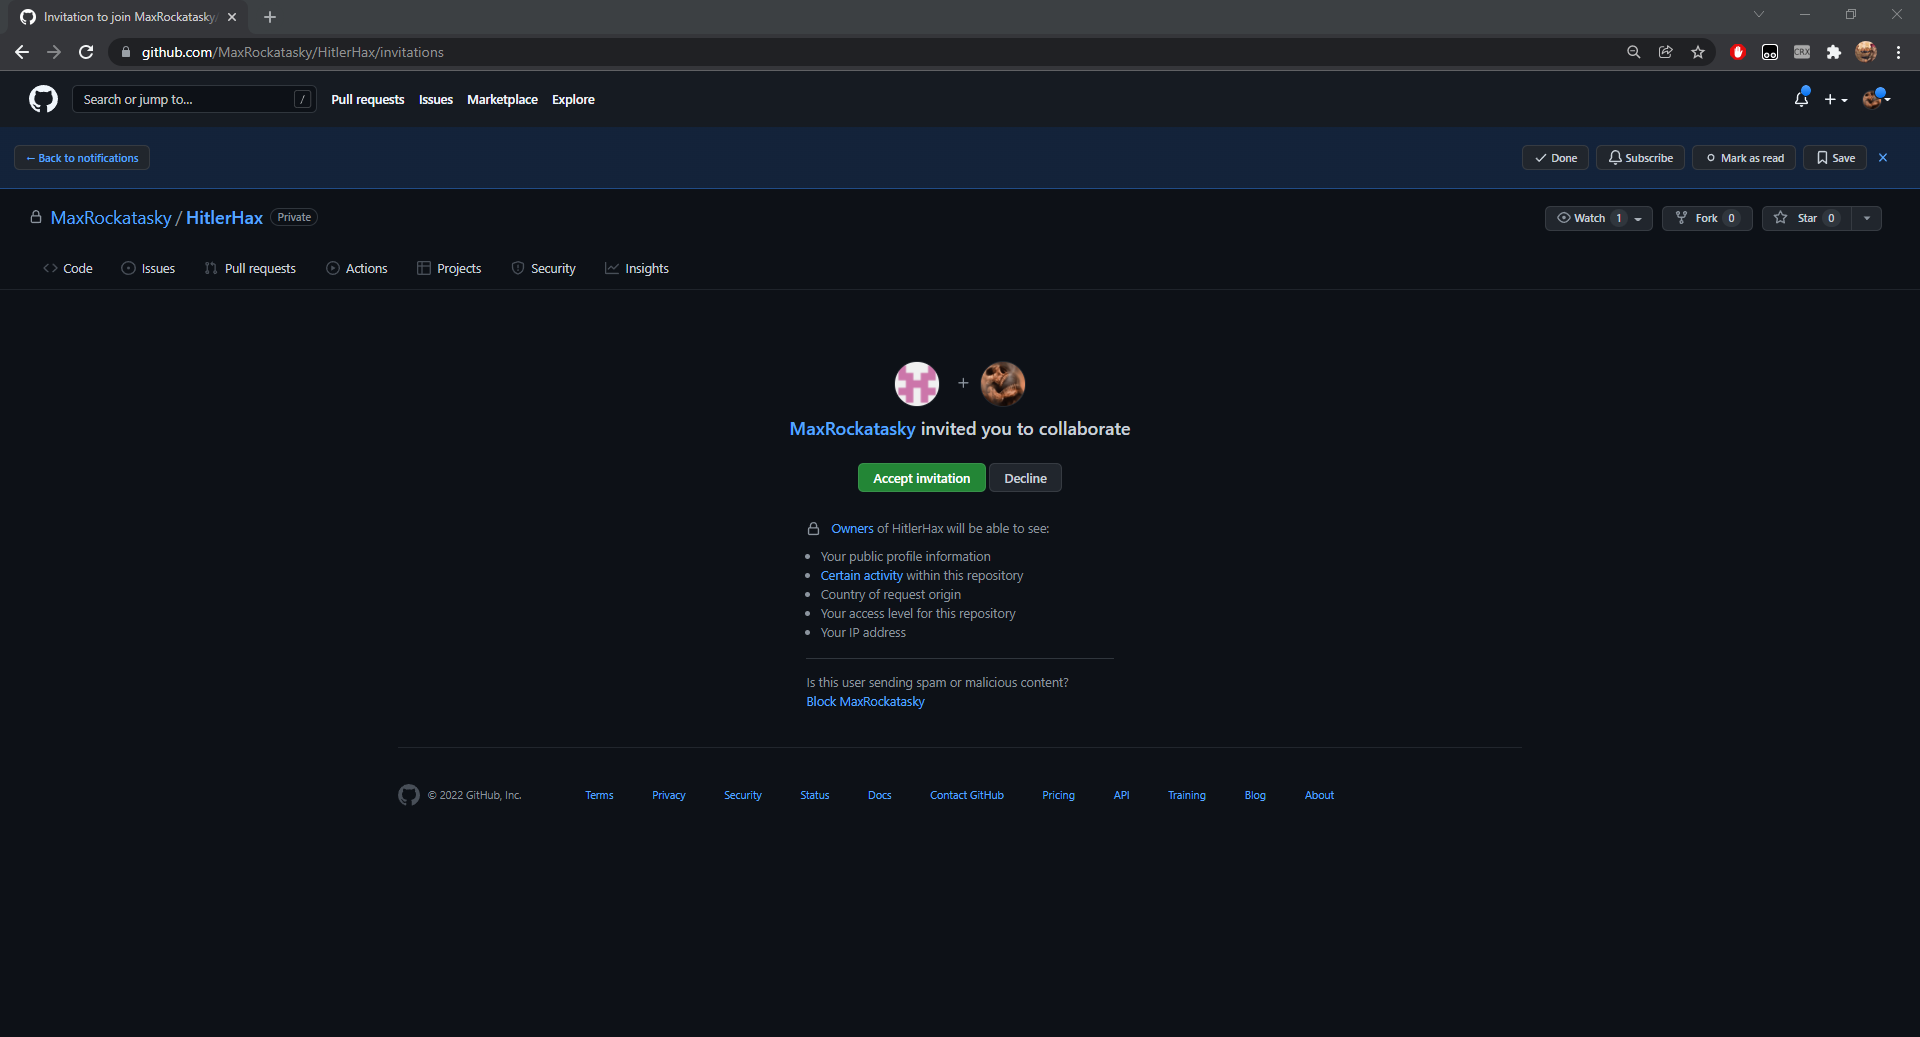 Invitation to join MaxRockatasky/
github.com/MaxRockatasky/HitlerHax/invitations
CRX
Search or jump to... /
Pull requests Issues Marketplace Explore
← Back to notifications
Done Subscribe Mark as read Save
MaxRockatasky / HitlerHax Private
Watch 1 Fork 0 Star 0
Code Issues Pull requests Actions Projects Security Insights
MaxRockatasky invited you to collaborate
Accept invitation Decline
Owners of HitlerHax will be able to see:
Your public profile information
Certain activity within this repository
Country of request origin
Your access level for this repository
Your IP address
Is this user sending spam or malicious content?
Block MaxRockatasky
© 2022 GitHub, Inc. Terms Privacy Security Status Docs Contact GitHub Pricing API Training Blog About